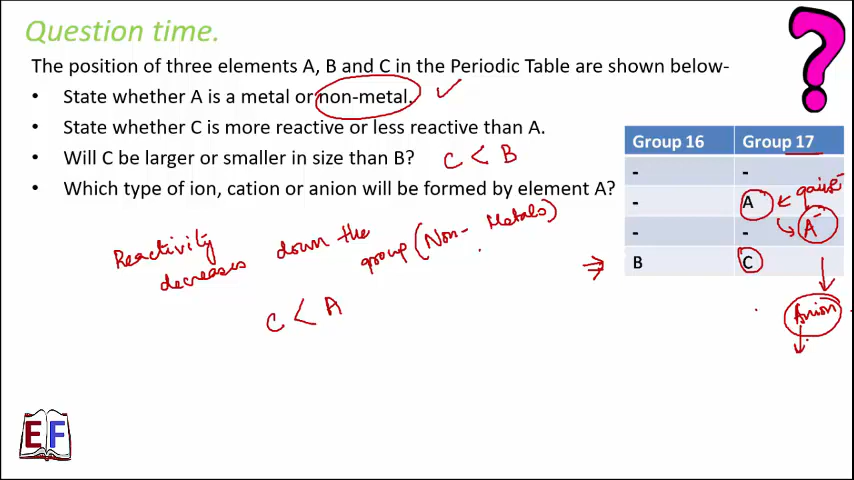 Question time.
The position of three elements A, B and C in the Periodic Table are shown below-
• State whether A is a metal or non-metal.
• State whether C is more reactive or less reactive than A.
• Will C be larger or smaller in size than B? C < B
• Which type of ion, cation or anion will be formed by element A?
Group 16 Group 17
- -
- A
- -
B C
A⁻
Anion
Reactivity decreases down the group (Non-Metals)
C < A
EF